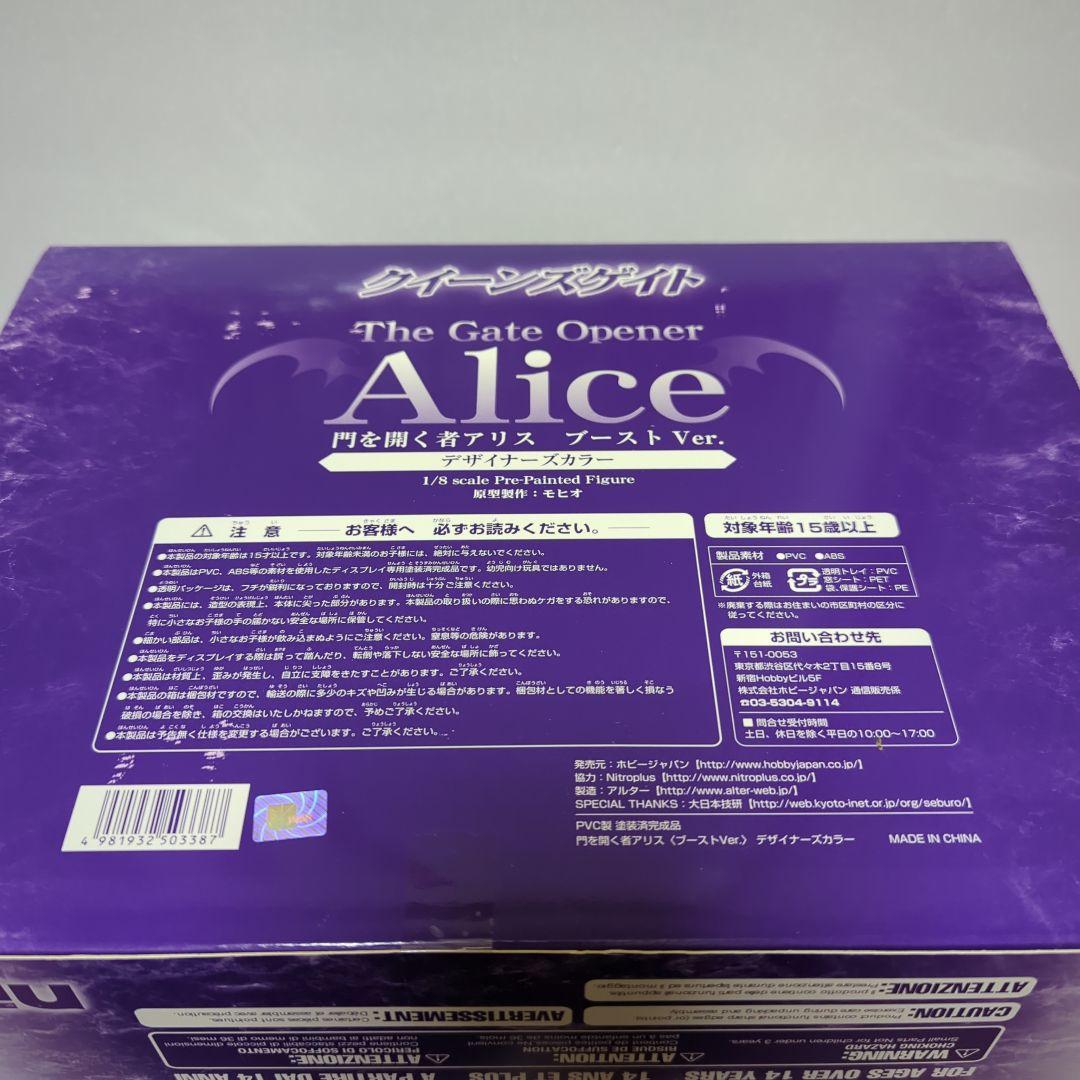 クイーンズゲイト
The Gate Opener
Alice
門を開く者アリス ブーストVer.
デザイナーズカラー
1/8 scale Pre-Painted Figure
原型製作：モヒオ
⚠ 注意 —— お客様へ 必ずお読みください。——
●本製品の対象年齢は15才以上です。対象年齢未満のお子様には、絶対に与えないでください。
●本製品はPVC、ABS等の素材を使用したディスプレイ専用塗装済完成品です。幼児向け玩具ではありません。
●透明パッケージは、フチが鋭利になっておりますので、開封時は十分ご注意ください。
●本製品には、造型の表現上、本体に尖った部分があります。本製品の取り扱いの際に思わぬケガをする恐れがありますので、
特に小さなお子様の手の届かない安全な場所に保管してください。
●細かい部品は、小さなお子様が飲み込まぬようにご注意ください。窒息等の危険があります。
●本製品をディスプレイする際は誤って踏んだり、転倒や落下しない安全な場所に飾ってください。
●本製品は材質上、歪みが発生し、自立に支障をきたすことがあります。ご了承ください。
●本製品の箱は梱包材ですので、輸送の際に多少のキズや凹みが生じる場合があります。梱包材としての機能を著しく損なう
破損の場合を除き、箱の交換はいたしかねますので、予めご了承ください。
●本製品は予告無く仕様を変更する場合がございます。ご了承ください。
対象年齢15歳以上
製品素材 ●PVC ●ABS
紙 外箱 台紙
プラ 透明トレイ：PVC
窓シート：PET
袋、保護シート：PE
※廃棄する際はお住まいの市区町村の区分に
従ってください。
お問い合わせ先
〒151-0053
東京都渋谷区代々木2丁目15番8号
新宿Hobbyビル5F
株式会社ホビージャパン 通信販売係
☎03-5304-9114
■ 問合せ受付時間
土日、休日を除く平日の10:00〜17:00
発売元：ホビージャパン【http://www.hobbyjapan.co.jp/】
協力：Nitroplus【http://www.nitroplus.co.jp/】
製造：アルター【http://www.alter-web.jp/】
SPECIAL THANKS：大日本技研【http://web.kyoto-inet.or.jp/org/seburo/】
PVC製 塗装済完成品
門を開く者アリス〈ブーストVer.〉 デザイナーズカラー MADE IN CHINA
4 981932 503387
ATTENZIONE:
CAUTION:
AVERTISSEMENT:
⚠ WARNING:
CHOKING HAZARD
Small Parts Not for children under 3 years.
⚠ ATTENTION:
RISQUE DE SUFFOCATION
⚠ ATTENZIONE:
PERICOLO DI SOFFOCAMENTO
FOR AGES OVER 14 YEARS
14 ANS ET PLUS
A PARTIRE DAI 14 ANNI